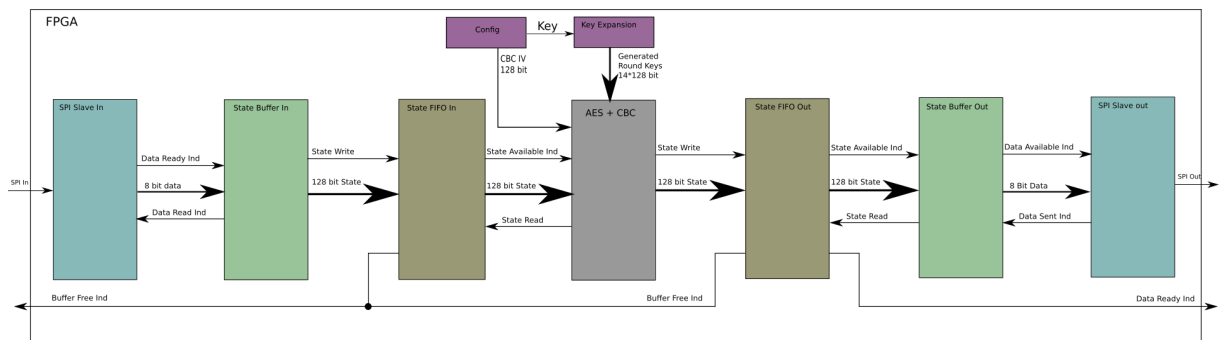 FPGA
Config
Key
Key Expansion
CBC IV
128 bit
Generated
Round Keys
14*128 bit
SPI Slave In
State Buffer In
State FIFO In
AES + CBC
State FIFO Out
State Buffer Out
SPI Slave out
Data Ready Ind
State Write
State Available Ind
State Write
State Available Ind
Data Available Ind
SPI In
8 bit data
128 bit State
128 bit State
128 bit State
128 bit State
8 Bit Data
SPI Out
Data Read Ind
State Read
State Read
Data Sent Ind
Buffer Free Ind
Buffer Free Ind
Data Ready Ind